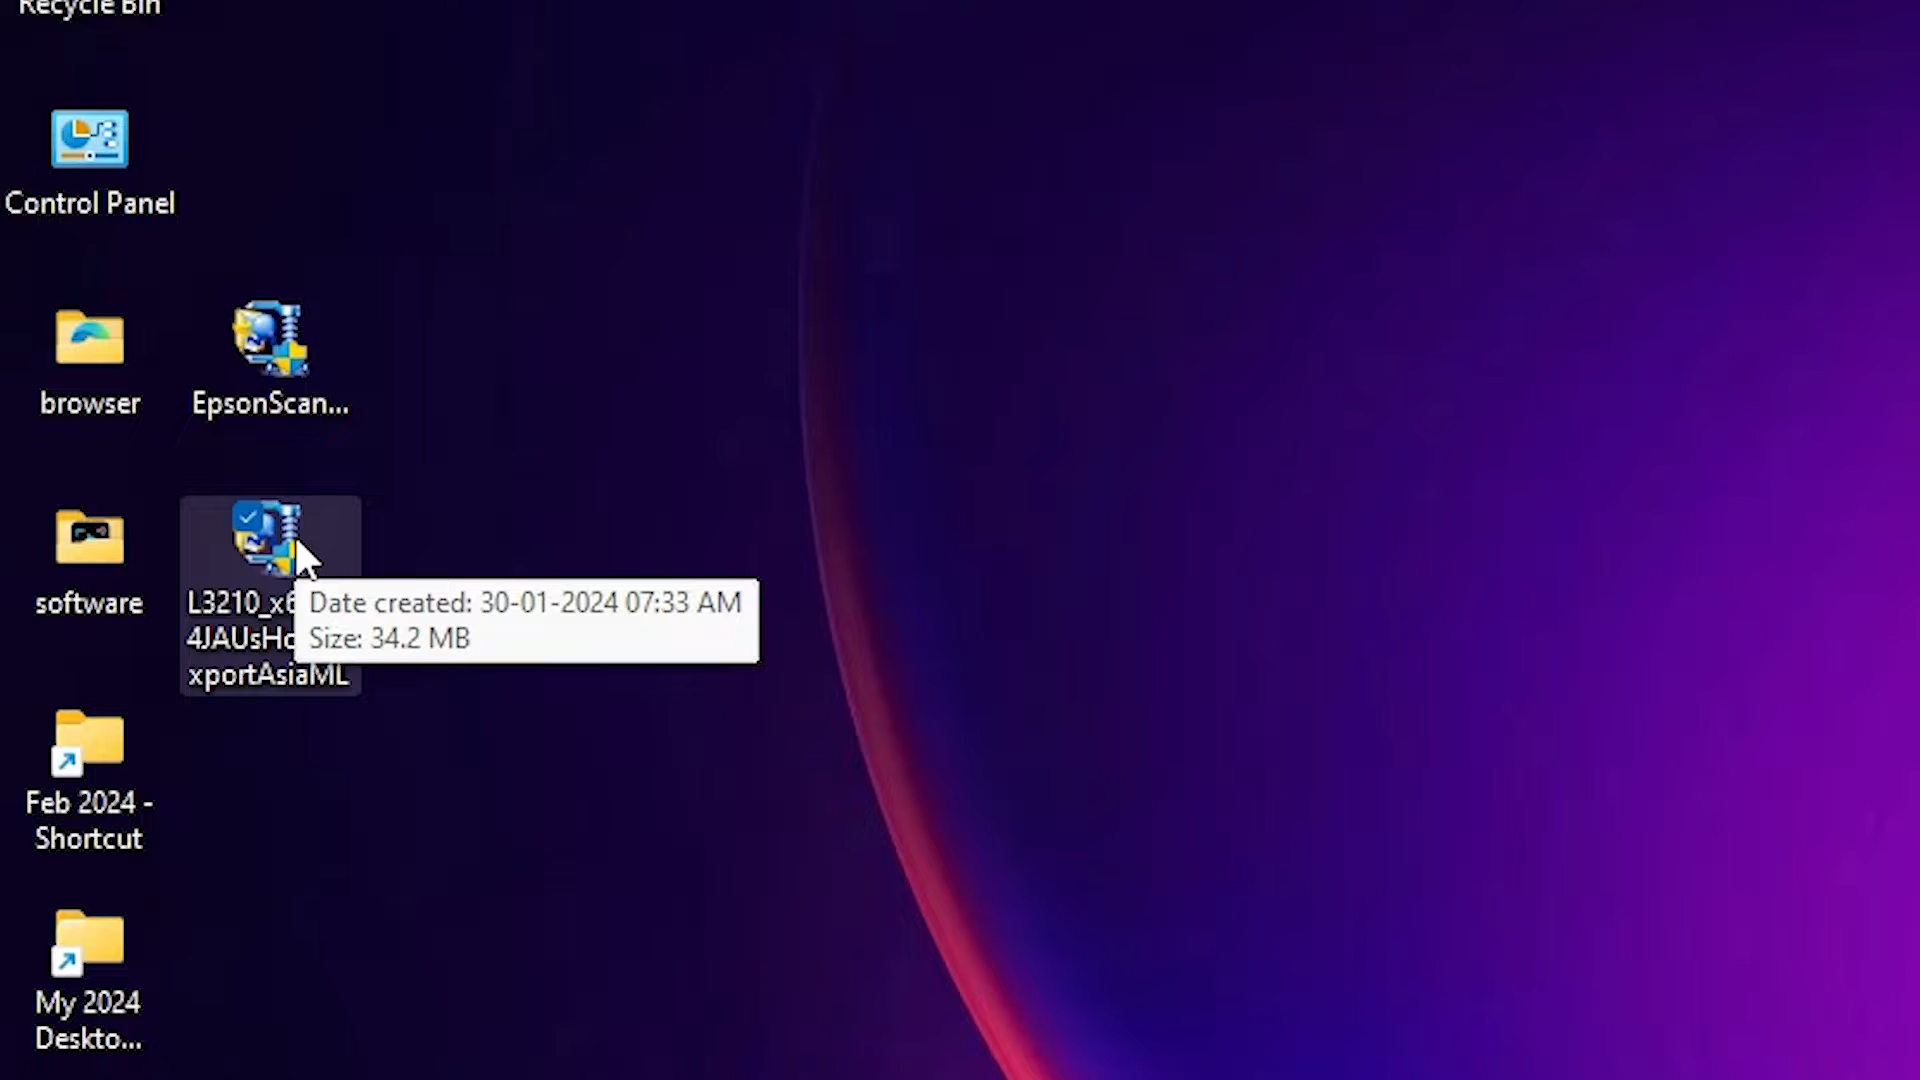 Recycle Bin
Control Panel
browser
EpsonScan...
software
L3210_x6
4JAUsHo
xportAsiaML
Date created: 30-01-2024 07:33 AM
Size: 34.2 MB
Feb 2024 -
Shortcut
My 2024
Deskto...